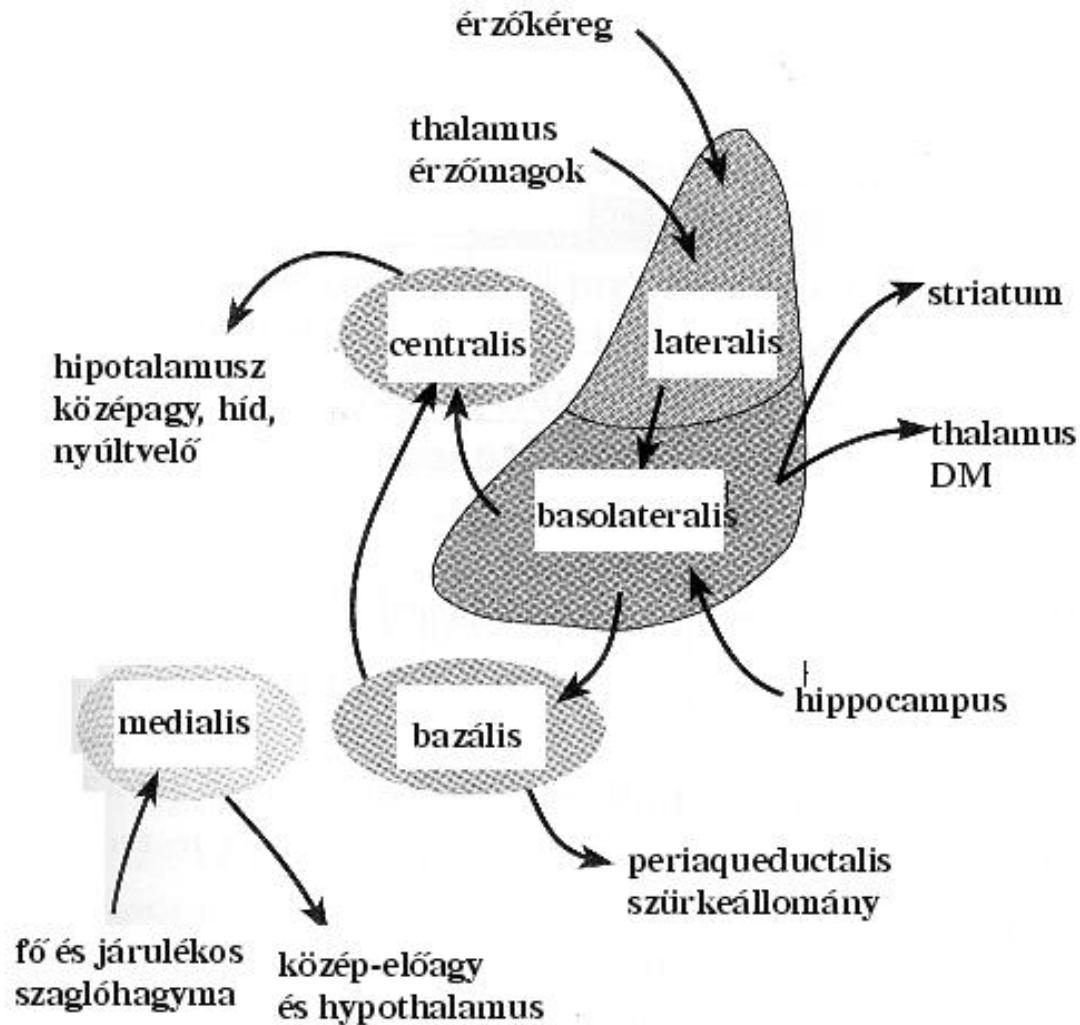 érzőkéreg
thalamus
érzőmagok
centralis
lateralis
striatum
hipotalamusz
középagy, híd,
nyúltvelő
thalamus
DM
basolateralis
medialis
bazális
hippocampus
periaqueductalis
szürkeállomány
fő és járulékos
szaglóhagyma
közép-előagy
és hypothalamus